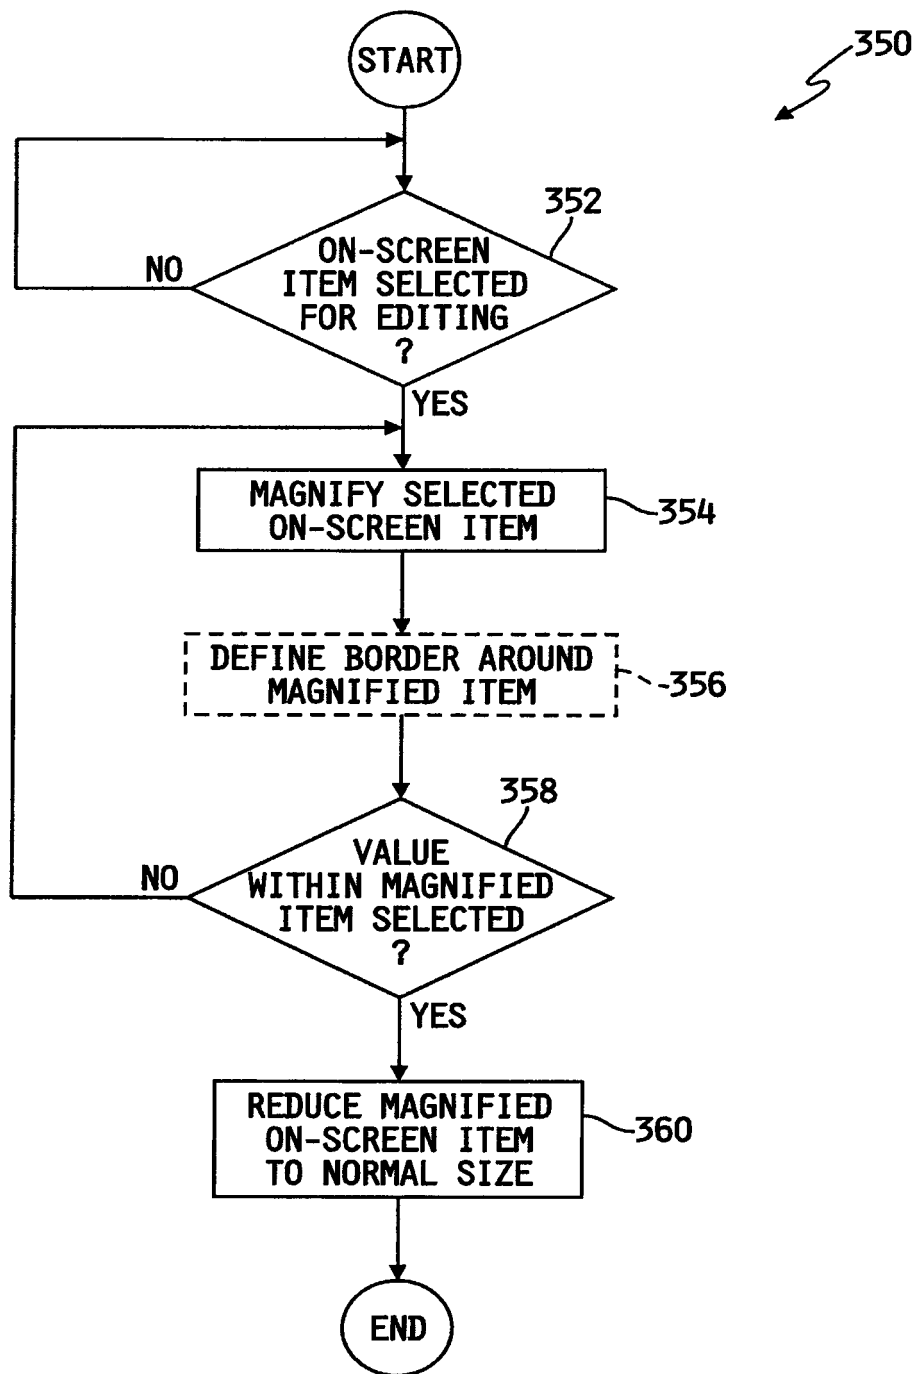 START
350
352
ON-SCREEN
ITEM SELECTED
FOR EDITING
?
NO
YES
MAGNIFY SELECTED
ON-SCREEN ITEM
354
DEFINE BORDER AROUND
MAGNIFIED ITEM
356
358
VALUE
WITHIN MAGNIFIED
ITEM SELECTED
?
NO
YES
REDUCE MAGNIFIED
ON-SCREEN ITEM
TO NORMAL SIZE
360
END